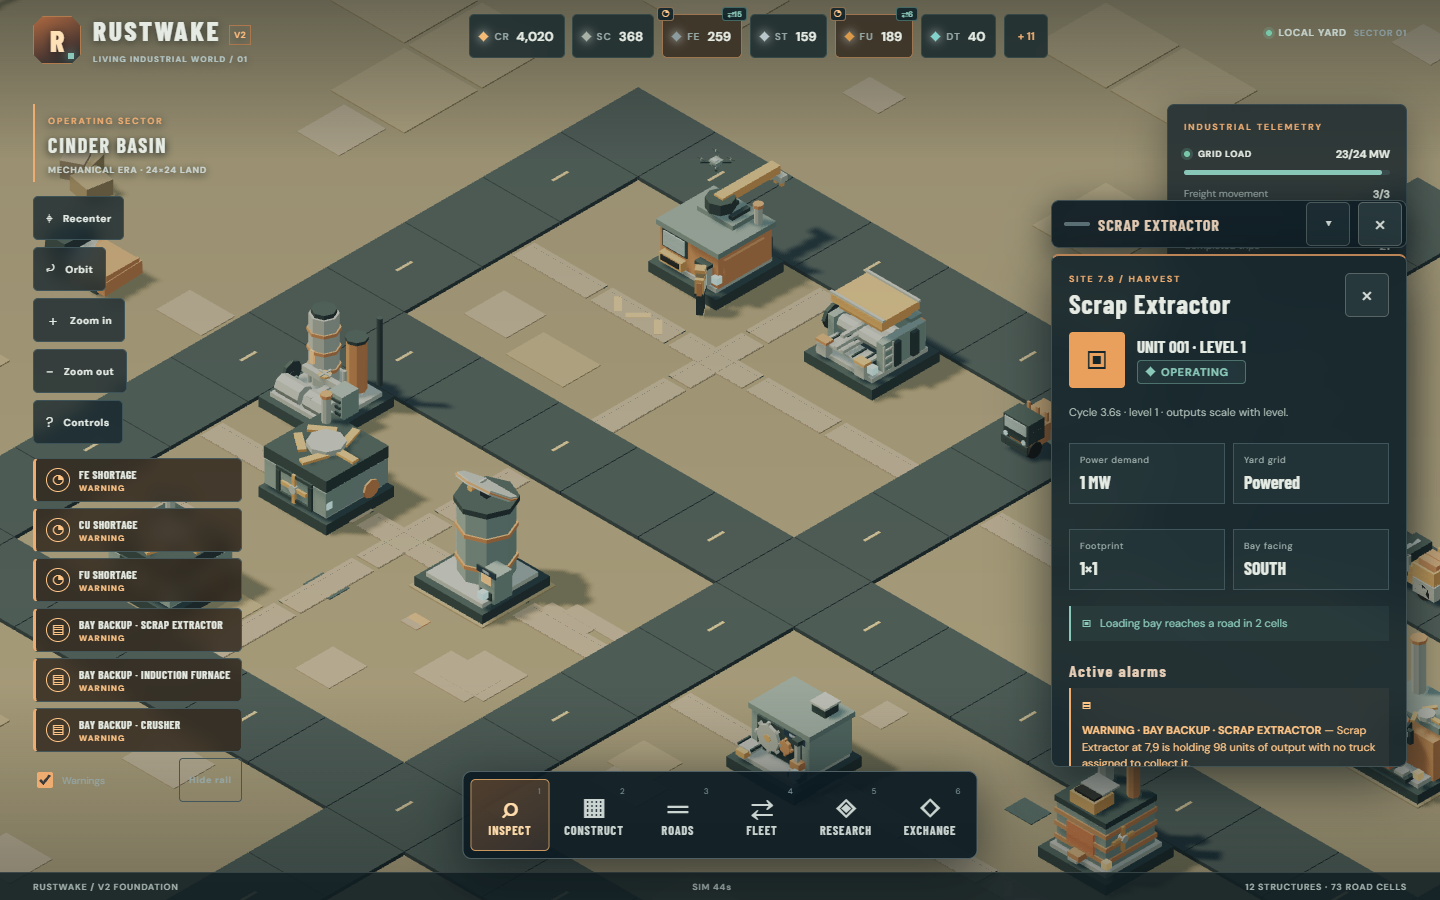 R
RUSTWAKE V2
LIVING INDUSTRIAL WORLD / 01
CR 4,020
SC 368
FE 259
⇄15
ST 159
FU 189
⇄6
DT 40
+ 11
LOCAL YARD SECTOR 01
OPERATING SECTOR
CINDER BASIN
MECHANICAL ERA · 24×24 LAND
Recenter
Orbit
+ Zoom in
− Zoom out
? Controls
FE SHORTAGE
WARNING
CU SHORTAGE
WARNING
FU SHORTAGE
WARNING
BAY BACKUP · SCRAP EXTRACTOR
WARNING
BAY BACKUP · INDUCTION FURNACE
WARNING
BAY BACKUP · CRUSHER
WARNING
Warnings
Hide rail
INDUSTRIAL TELEMETRY
GRID LOAD 23/24 MW
Freight movement 3/3
SCRAP EXTRACTOR
SITE 7.9 / HARVEST
Scrap Extractor
UNIT 001 · LEVEL 1
OPERATING
Cycle 3.6s · level 1 · outputs scale with level.
Power demand
1 MW
Yard grid
Powered
Footprint
1×1
Bay facing
SOUTH
Loading bay reaches a road in 2 cells
Active alarms
WARNING · BAY BACKUP · SCRAP EXTRACTOR — Scrap
Extractor at 7,9 is holding 98 units of output with no truck
assigned to collect it.
1
INSPECT
2
CONSTRUCT
3
ROADS
4
FLEET
5
RESEARCH
6
EXCHANGE
RUSTWAKE / V2 FOUNDATION
SIM 44s
12 STRUCTURES · 73 ROAD CELLS